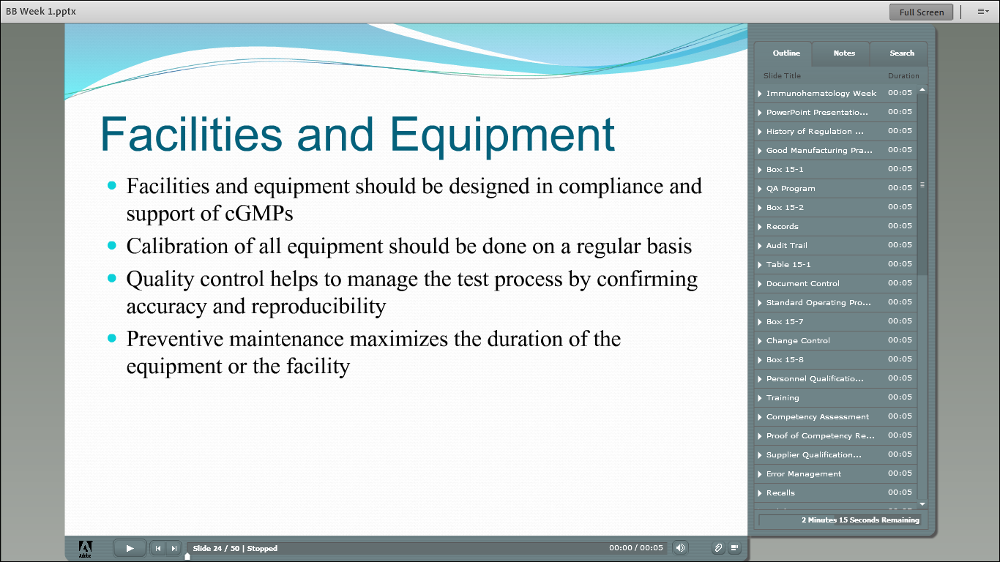 BB Week 1.pptx
Full Screen
Facilities and Equipment
Facilities and equipment should be designed in compliance and
support of cGMPs
Calibration of all equipment should be done on a regular basis
Quality control helps to manage the test process by confirming
accuracy and reproducibility
Preventive maintenance maximizes the duration of the
equipment or the facility
Outline Notes Search
Slide Title Duration
Immunohematology Week 00:05
PowerPoint Presentatio... 00:05
History of Regulation ... 00:05
Good Manufacturing Pra... 00:05
Box 15-1 00:05
QA Program 00:05
Box 15-2 00:05
Records 00:05
Audit Trail 00:05
Table 15-1 00:05
Document Control 00:05
Standard Operating Pro... 00:05
Box 15-7 00:05
Change Control 00:05
Box 15-8 00:05
Personnel Qualificatio... 00:05
Training 00:05
Competency Assessment 00:05
Proof of Competency Re... 00:05
Supplier Qualification... 00:05
Error Management 00:05
Recalls 00:05
2 Minutes 15 Seconds Remaining
Adobe
Slide 24 / 50 | Stopped 00:00 / 00:05